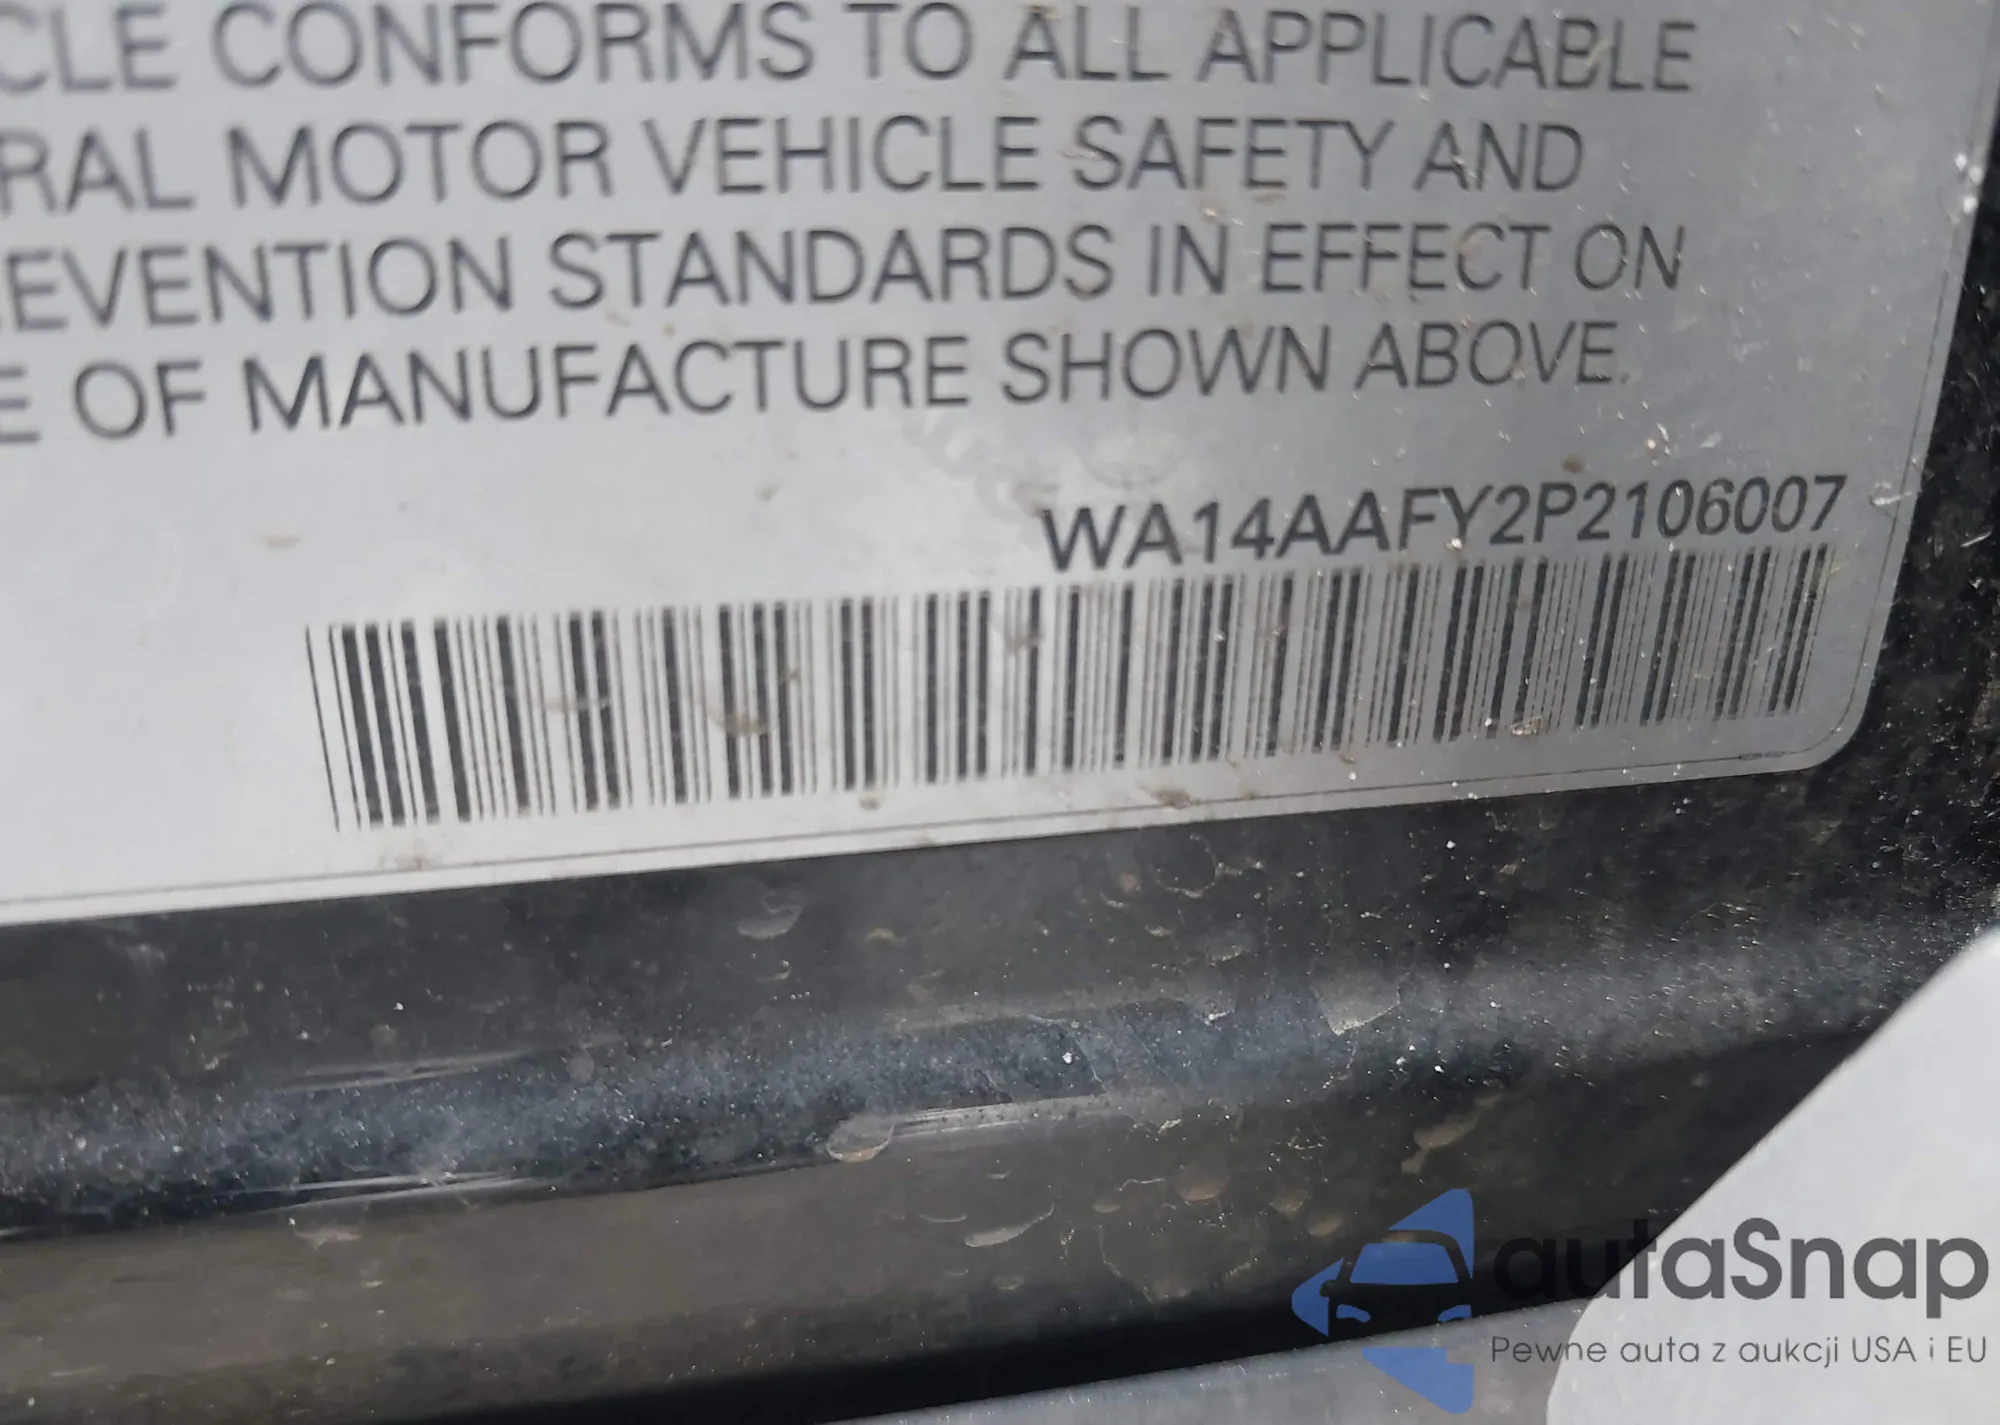 CLE CONFORMS TO ALL APPLICABLE
RAL MOTOR VEHICLE SAFETY AND
EVENTION STANDARDS IN EFFECT ON
E OF MANUFACTURE SHOWN ABOVE.
WA14AAFY2P2106007
autaSnap
Pewne auta z aukcji USA i EU